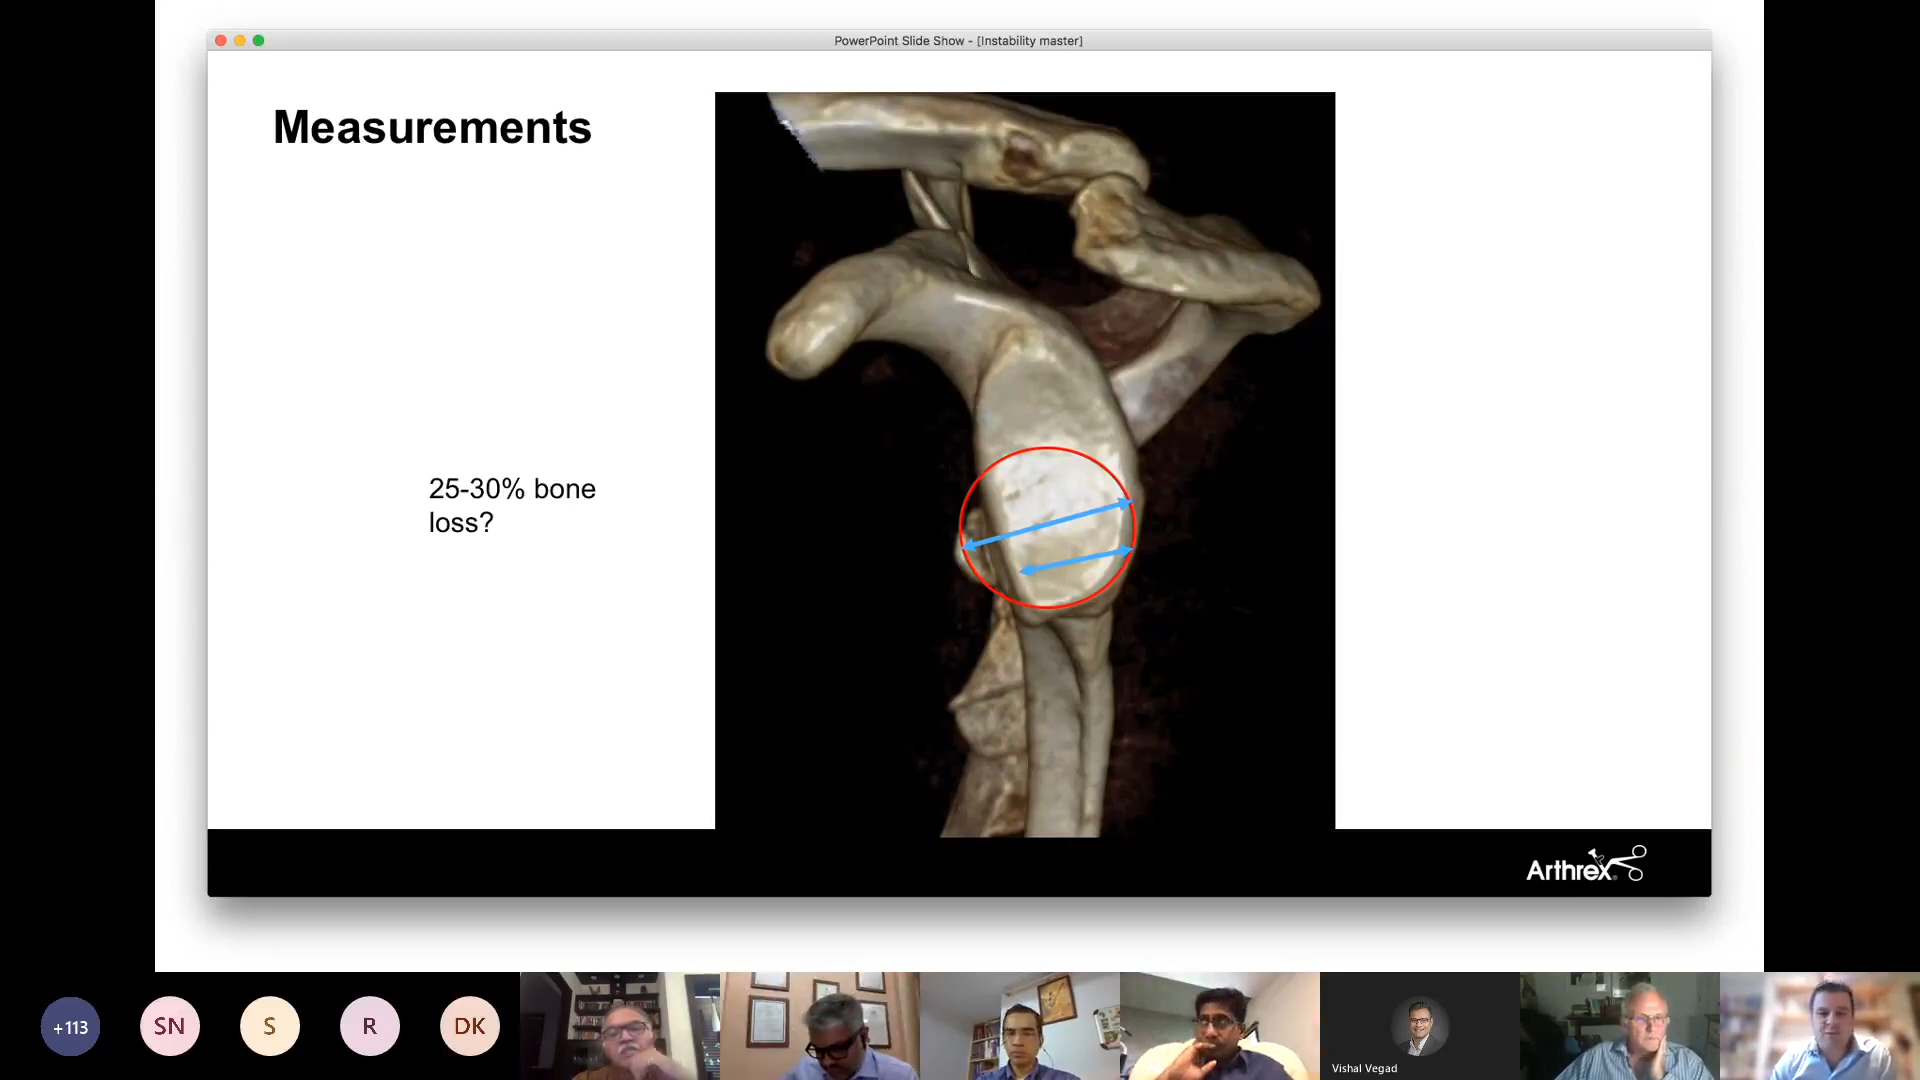 PowerPoint Slide Show - [Instability master]
Measurements
25-30% bone
loss?
Arthrex
+113
SN
S
R
DK
Vishal Vegad